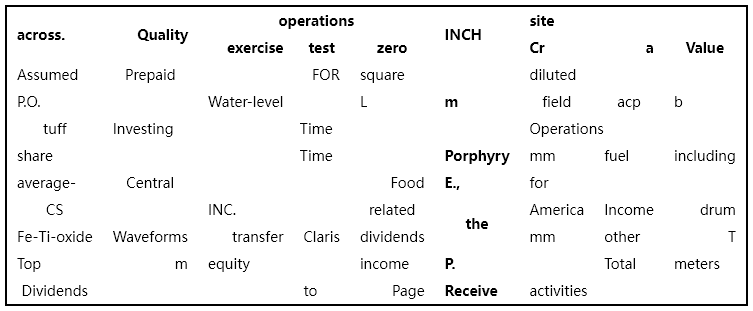 operations site
across. Quality INCH
exercise test zero Cr a Value
Assumed Prepaid FOR square diluted
P.O. Water-level L m field acp b
tuff Investing Time Operations
share Time Porphyry mm fuel including
average- Central Food E., for
CS INC. related America Income drum
the
Fe-Ti-oxide Waveforms transfer Claris dividends mm other T
Top m equity income P. Total meters
Dividends to Page Receive activities